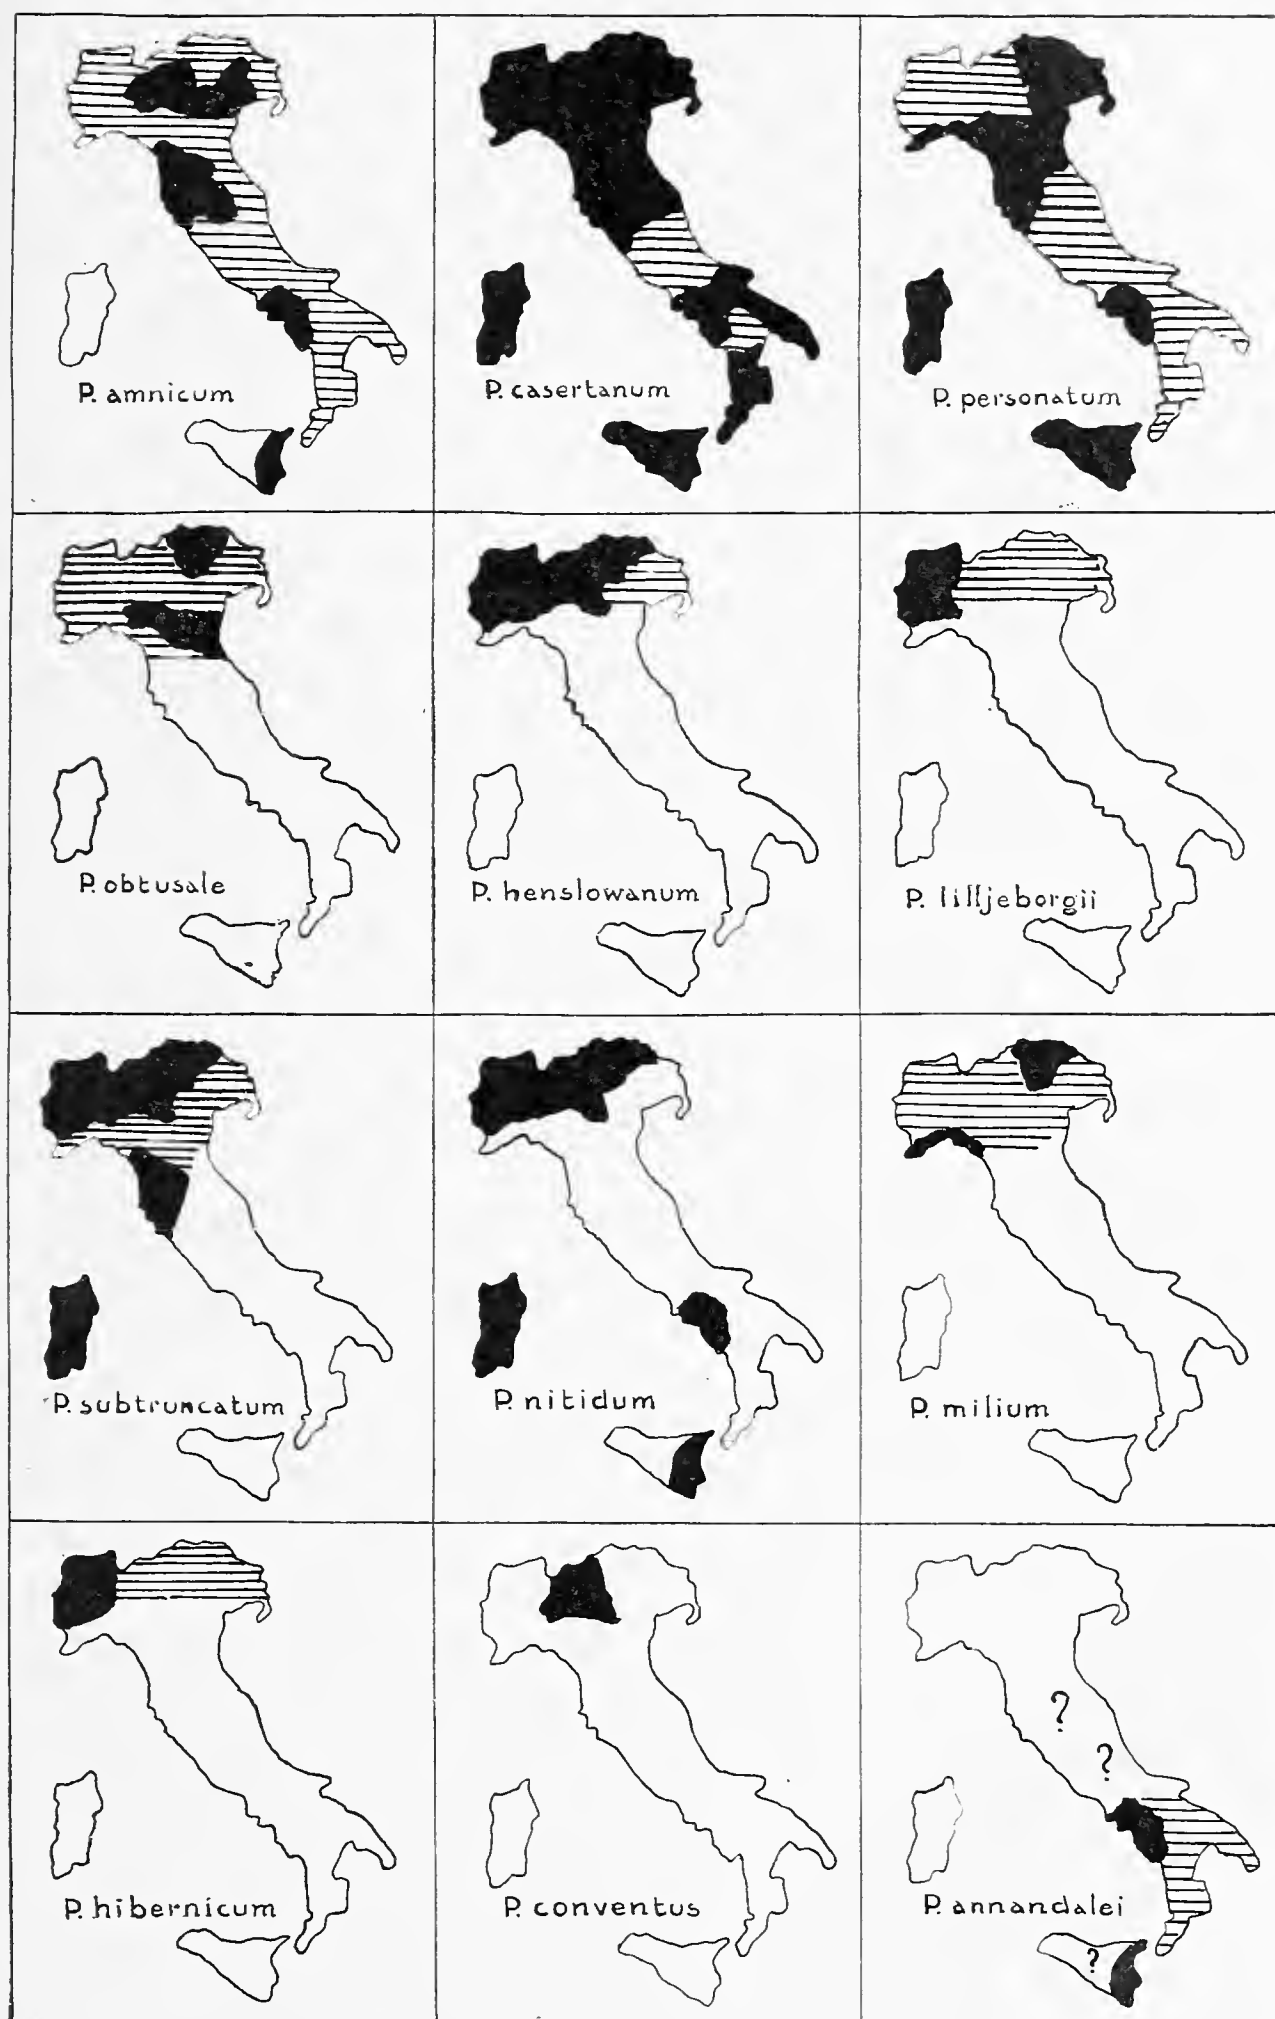 P. amnicum
P. casertanum
P. personatum
P. obtusale
P. henslowanum
P. lilljeborgii
P. subtruncatum
P. nitidum
P. milium
P. hibernicum
P. conventus
?
?
P. annandalei
?